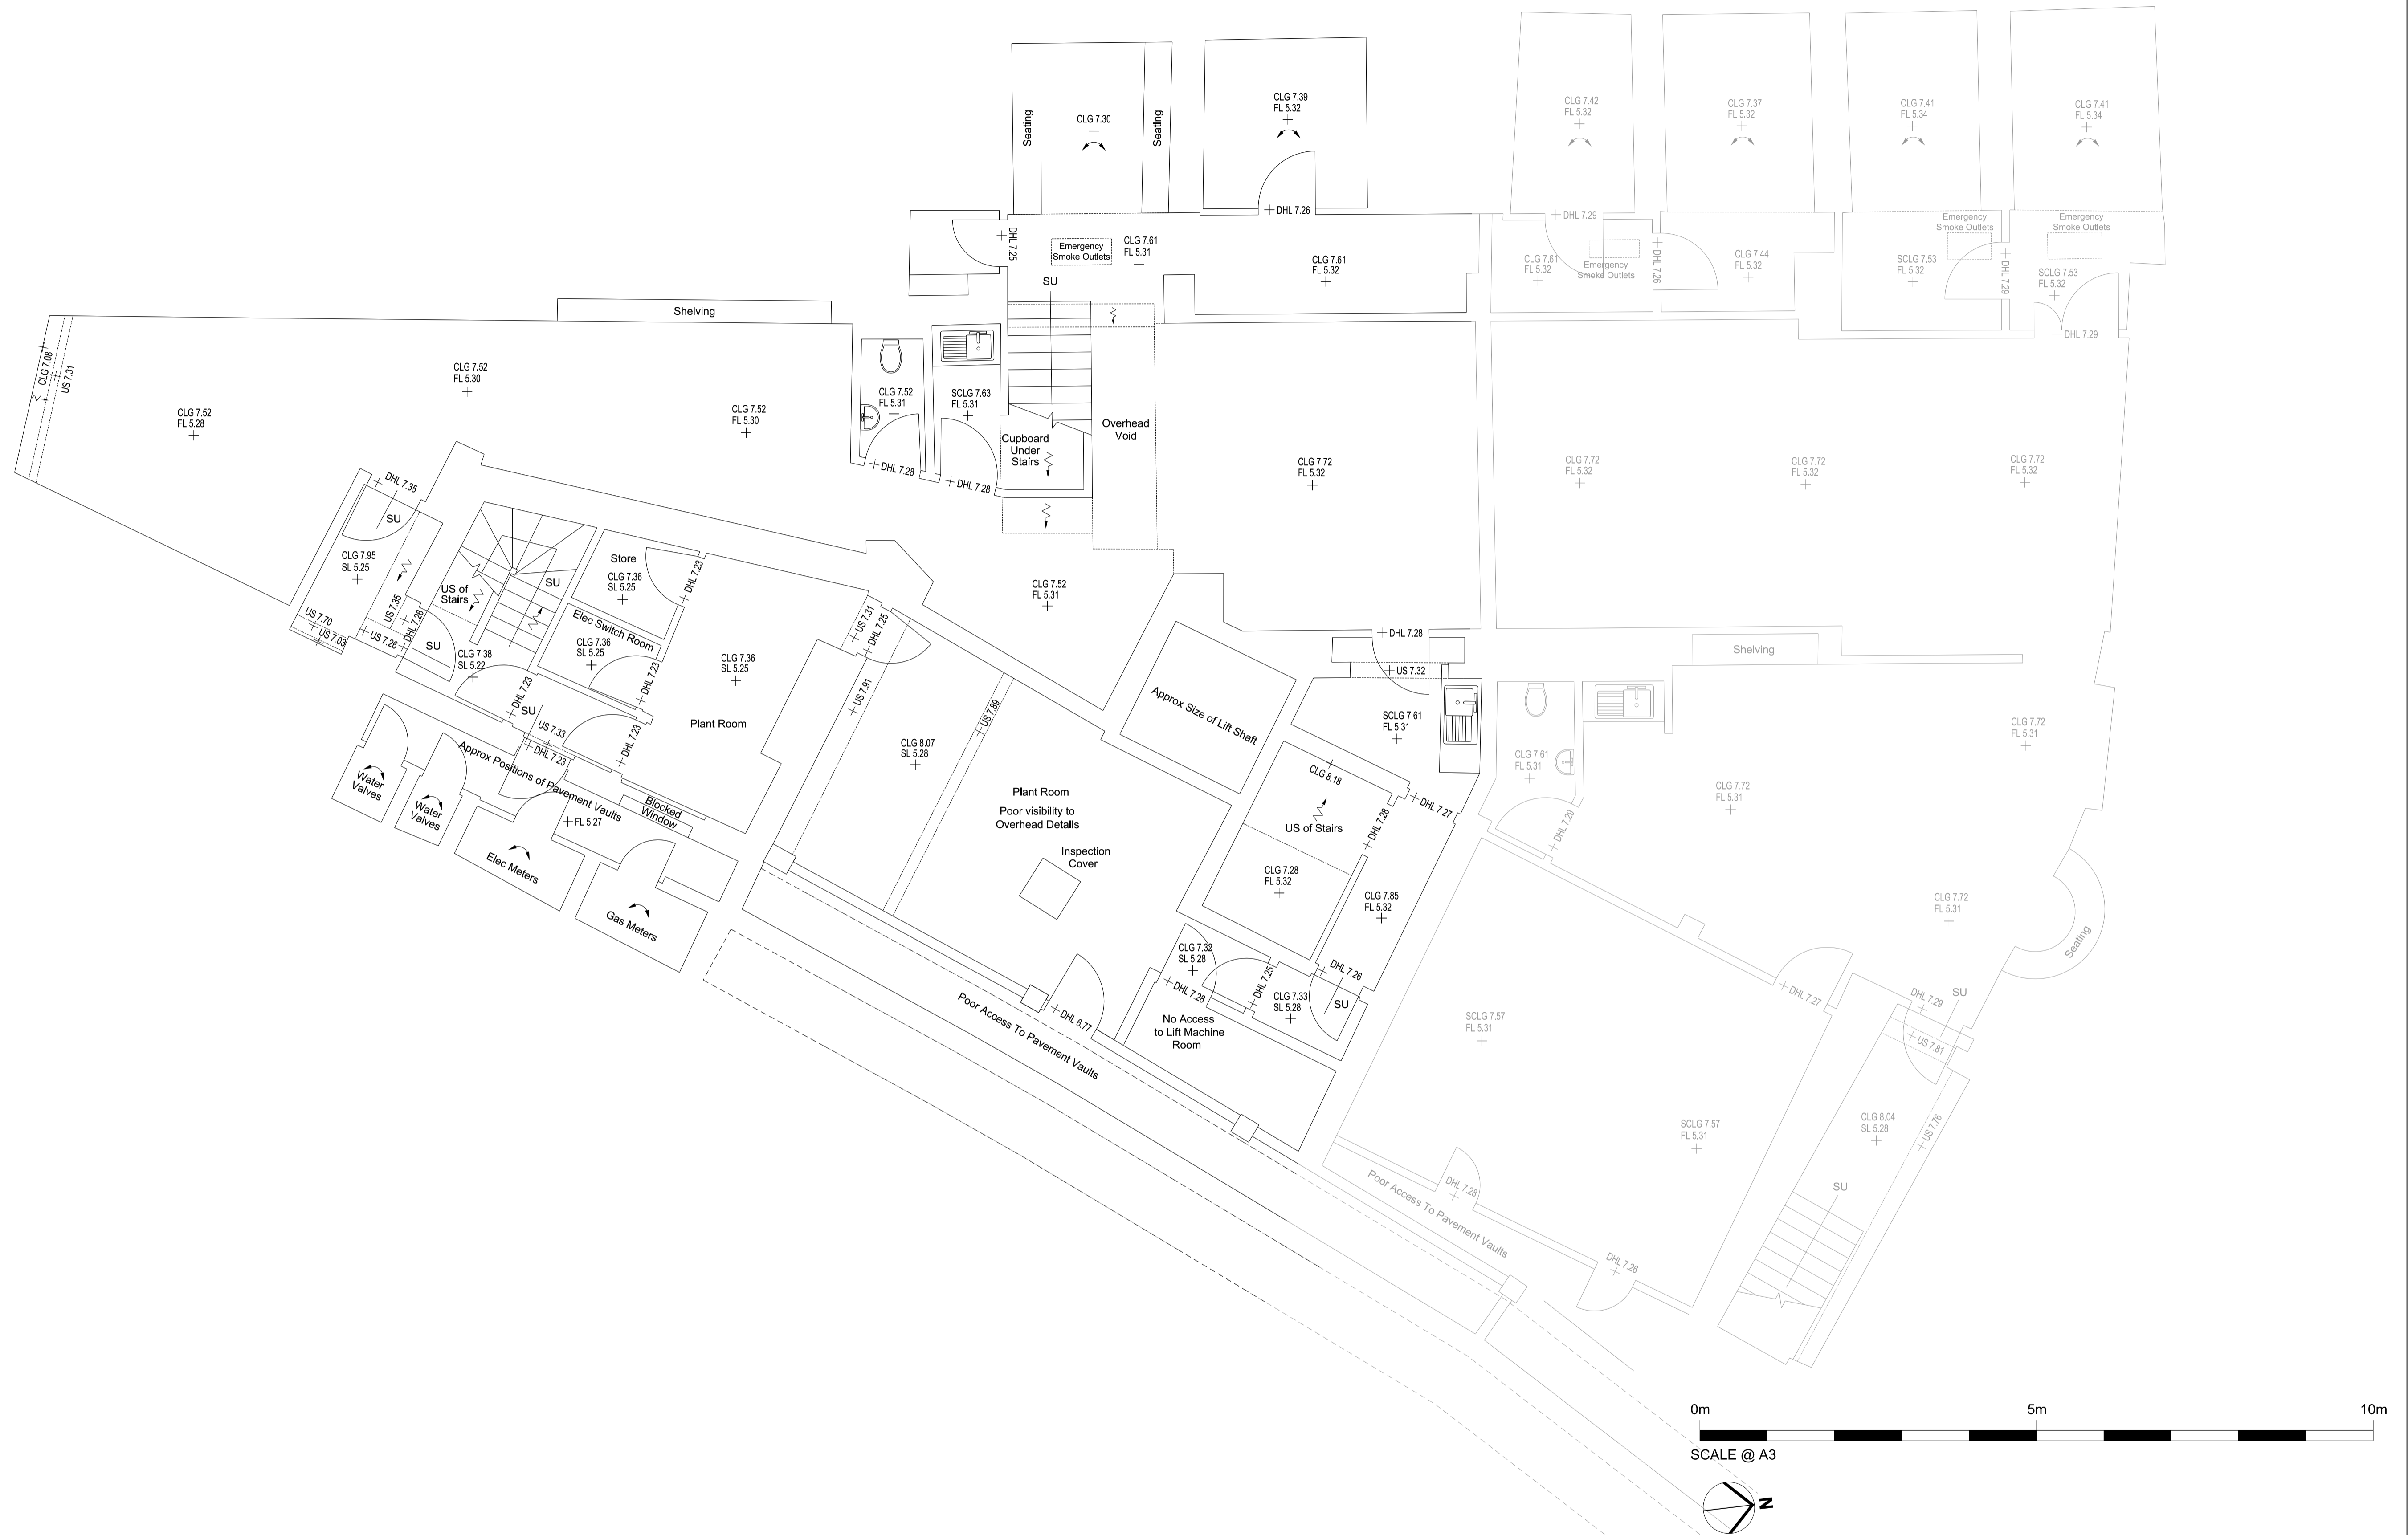 CLG 7.42
FL 5.32
CLG 7.37
FL 5.32
CLG 7.41
FL 5.34
CLG 7.41
FL 5.34
CLG 7.39
FL 5.32
Seating
CLG 7.30
Seating
DHL 7.26
DHL 7.29
DHL 7.25
Emergency
Smoke Outlets
CLG 7.61
FL 5.31
CLG 7.61
FL 5.32
CLG 7.61
FL 5.32
Emergency
Smoke Outlets
DHL 7.26
CLG 7.44
FL 5.32
Emergency
Smoke Outlets
SCLG 7.53
FL 5.32
DHL 7.29
Emergency
Smoke Outlets
SCLG 7.53
FL 5.32
DHL 7.29
SU
Shelving
CLG 7.08
US 7.31
CLG 7.52
FL 5.28
CLG 7.52
FL 5.30
CLG 7.52
FL 5.30
CLG 7.52
FL 5.31
SCLG 7.63
FL 5.31
DHL 7.28
DHL 7.28
Cupboard
Under
Stairs
Overhead
Void
CLG 7.72
FL 5.32
CLG 7.72
FL 5.32
CLG 7.72
FL 5.32
CLG 7.72
FL 5.32
DHL 7.35
SU
CLG 7.95
SL 5.25
US 7.35
DHL 7.26
US 7.70
US 7.03
US 7.26
US of
Stairs
SU
SU
CLG 7.38
SL 5.22
Store
CLG 7.36
SL 5.25
DHL 7.23
Elec Switch Room
CLG 7.36
SL 5.25
DHL 7.23
CLG 7.36
SL 5.25
Plant Room
US 7.31
DHL 7.25
US 7.91
US 7.89
CLG 7.52
FL 5.31
DHL 7.23
SU
US 7.33
DHL 7.23
DHL 7.23
Approx Positions of Pavement Vaults
Blocked
Window
FL 5.27
Water
Valves
Water
Valves
Elec Meters
Gas Meters
CLG 8.07
SL 5.28
Plant Room
Poor visibility to
Overhead Details
Inspection
Cover
Approx Size of Lift Shaft
DHL 7.28
US 7.32
SCLG 7.61
FL 5.31
CLG 8.18
US of Stairs
DHL 7.28
DHL 7.27
CLG 7.28
FL 5.32
CLG 7.85
FL 5.32
CLG 7.32
SL 5.28
DHL 7.28
DHL 7.25
CLG 7.33
SL 5.28
DHL 7.26
SU
No Access
to Lift Machine
Room
DHL 6.77
Poor Access To Pavement Vaults
Shelving
CLG 7.61
FL 5.31
DHL 7.29
CLG 7.72
FL 5.31
CLG 7.72
FL 5.31
CLG 7.72
FL 5.31
Seating
DHL 7.27
DHL 7.29
SU
US 7.81
SCLG 7.57
FL 5.31
SCLG 7.57
FL 5.31
CLG 8.04
SL 5.28
US 7.76
SU
DHL 7.28
Poor Access To Pavement Vaults
DHL 7.26
0m
5m
10m
SCALE @ A3
N